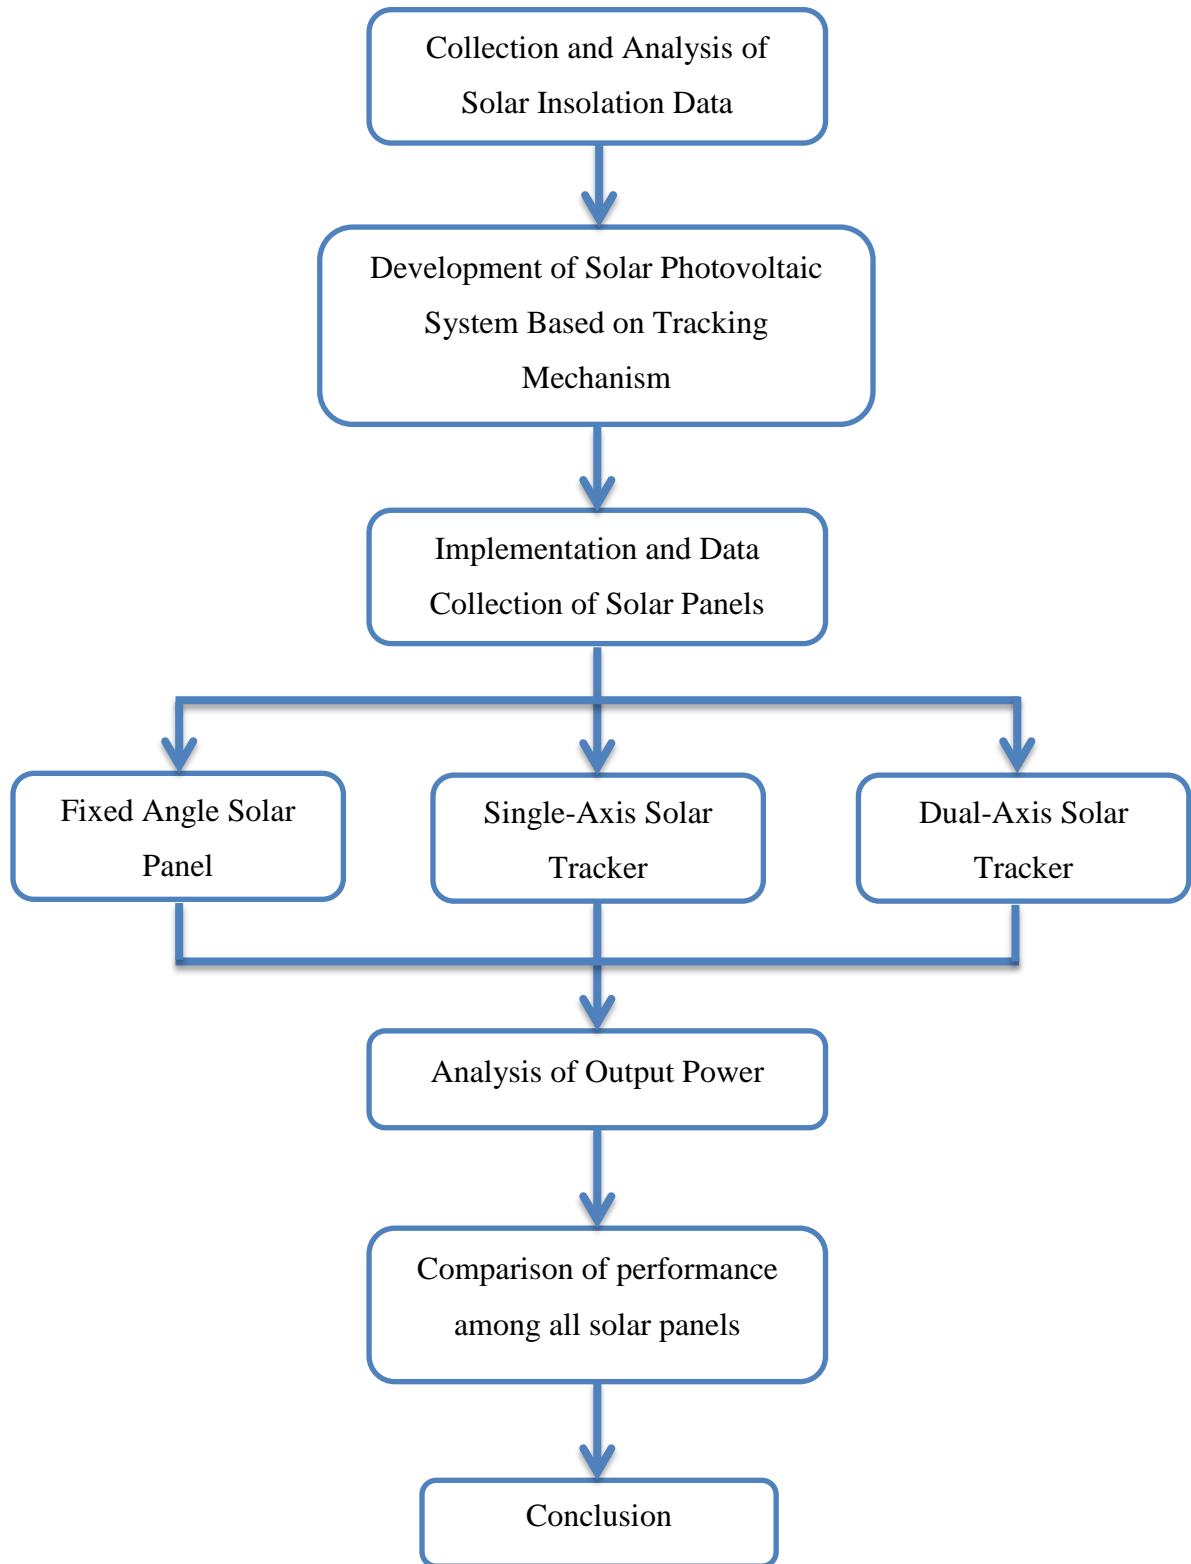 Collection and Analysis of
Solar Insolation Data
Development of Solar Photovoltaic
System Based on Tracking
Mechanism
Implementation and Data
Collection of Solar Panels
Fixed Angle Solar
Panel
Single-Axis Solar
Tracker
Dual-Axis Solar
Tracker
Analysis of Output Power
Comparison of performance
among all solar panels
Conclusion